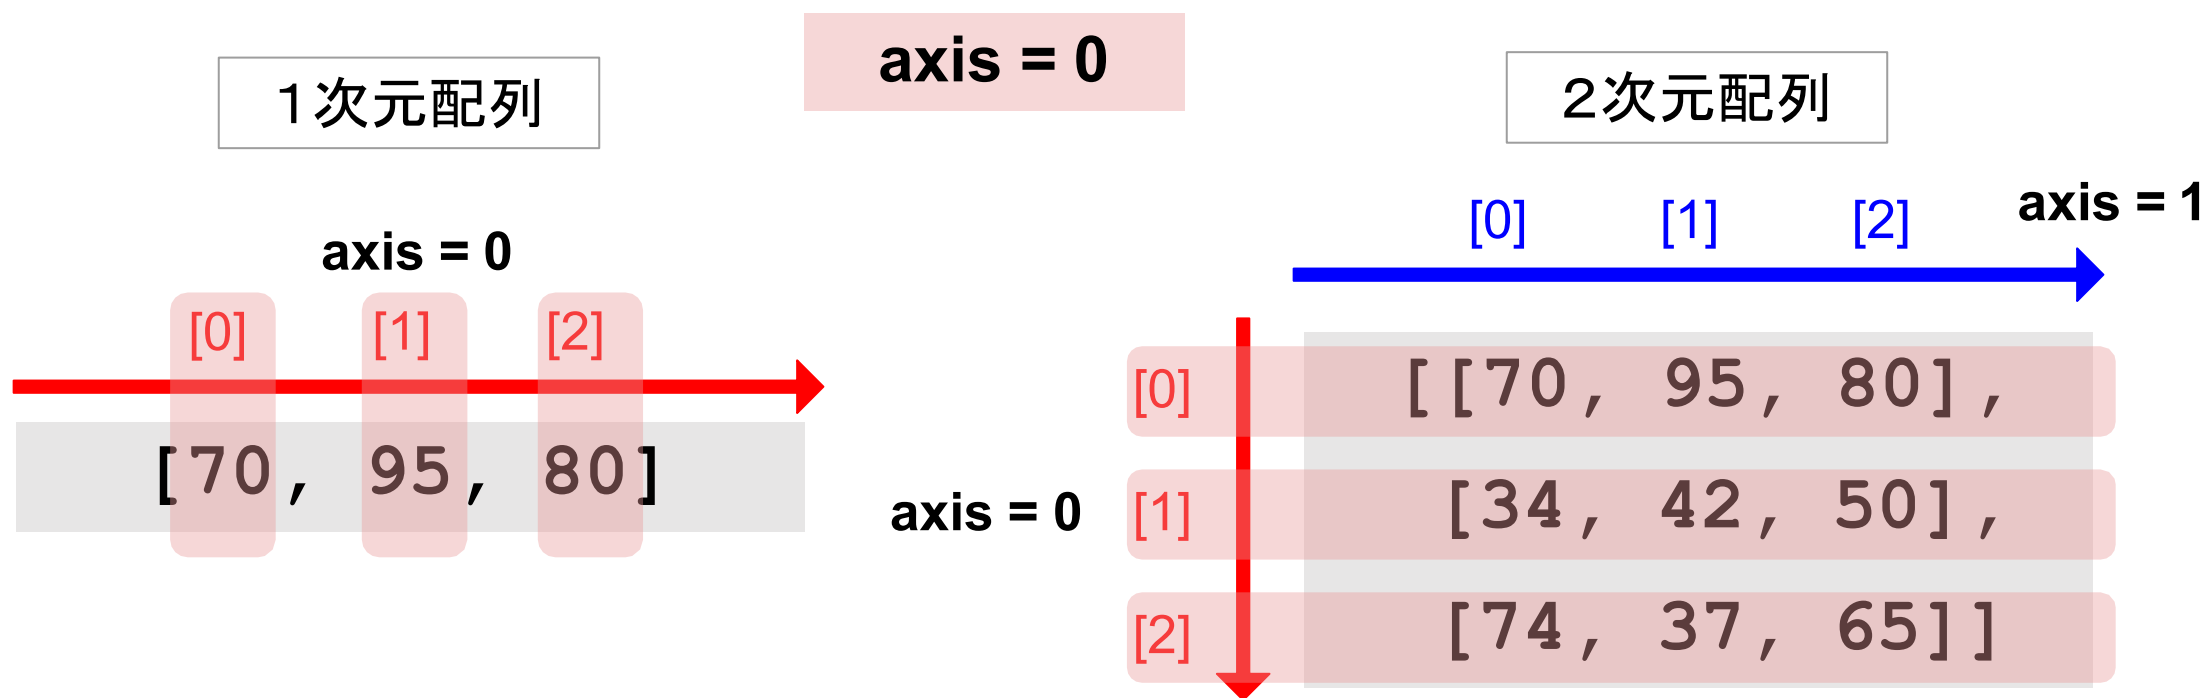 axis = 0
1次元配列
axis = 0
[0] [1] [2]
[70, 95, 80]
2次元配列
[0] [1] [2] axis = 1
axis = 0
[0] [[70, 95, 80],
[1] [34, 42, 50],
[2] [74, 37, 65]]